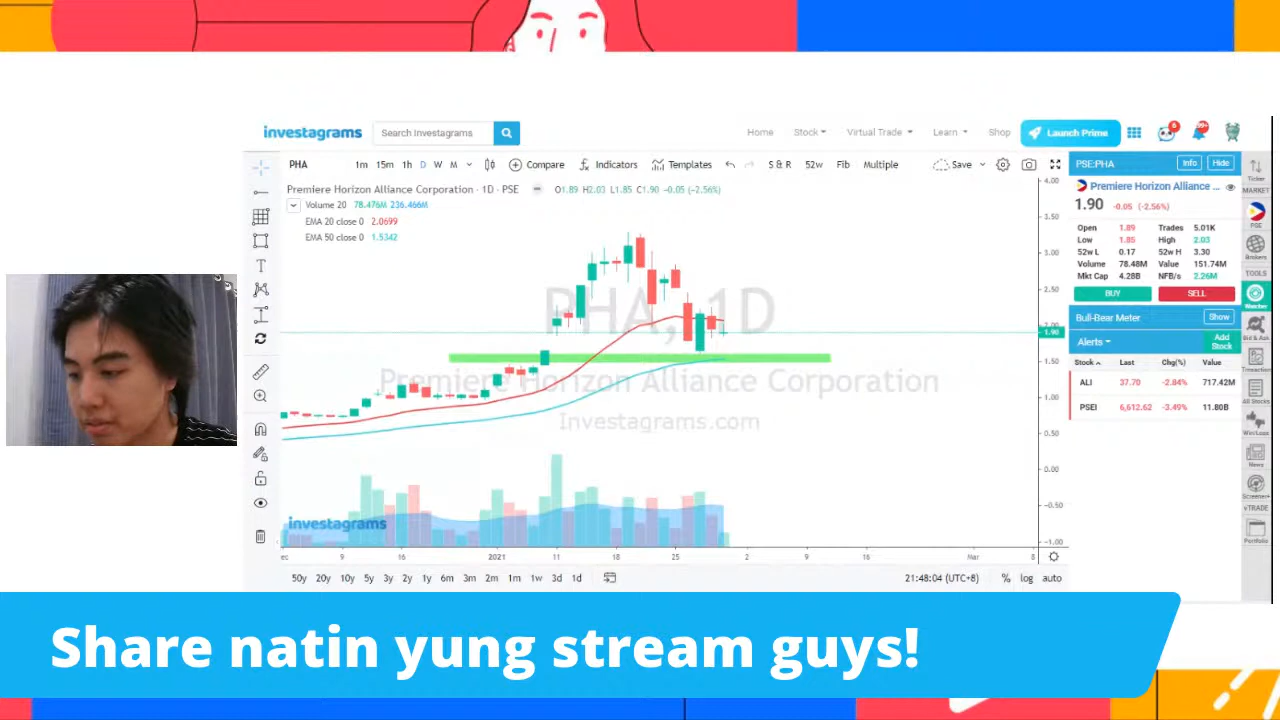 investagrams
Search Investagrams
Home Stock Virtual Trade Learn Shop Launch Prime 99+
PHA 1m 15m 1h D W M Compare Indicators Templates S & R 52w Fib Multiple Save
Premiere Horizon Alliance Corporation · 1D · PSE O1.89 H2.03 L1.85 C1.90 -0.05 (-2.56%)
Volume 20 78.476M 236.466M
EMA 20 close 0 2.0699
EMA 50 close 0 1.5342
PHA, 1D
Premiere Horizon Alliance Corporation
Investagrams.com
investagrams
4.00
3.50
3.00
2.50
2.00
1.90
1.50
1.00
0.50
0.00
-0.50
-1.00
ec 9 16 2021 11 18 25 2 9 16 Mar 8
50y 20y 10y 5y 3y 2y 1y 6m 3m 2m 1m 1w 3d 1d 21:48:04 (UTC+8) % log auto
PSE:PHA Info Hide
Premiere Horizon Alliance ...
1.90 -0.05 (-2.56%)
Open 1.89 Trades 5.01K
Low 1.85 High 2.03
52w L 0.17 52w H 3.30
Volume 78.48M Value 151.74M
Mkt Cap 4.28B NFB/s 2.26M
BUY SELL
Bull-Bear Meter Show
Alerts Add Stock
Stock Last Chg(%) Value
ALI 37.70 -2.84% 717.42M
PSEI 6,612.62 -3.49% 11.80B
Ticker
MARKET
PSE
Brokers
TOOLS
Watcher
Bid & Ask
Transaction
All Stocks
Win/Loss
News
Screener+
vTRADE
Portfolio
Share natin yung stream guys!